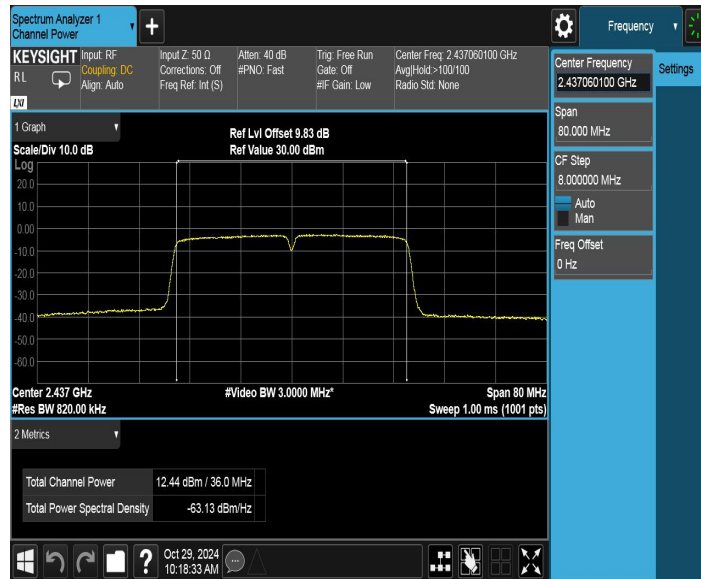 Spectrum Analyzer 1
Channel Power
+
Frequency
KEYSIGHT
RL
LXI
Input: RF
Coupling: DC
Align: Auto
Input Z: 50 Ω
Corrections: Off
Freq Ref: Int (S)
Atten: 40 dB
#PNO: Fast
Trig: Free Run
Gate: Off
#IF Gain: Low
Center Freq: 2.437060100 GHz
Avg|Hold:>100/100
Radio Std: None
Center Frequency
2.437060100 GHz
Settings
Span
80.000 MHz
CF Step
8.000000 MHz
Auto
Man
Freq Offset
0 Hz
1 Graph
Ref Lvl Offset 9.83 dB
Scale/Div 10.0 dB
Ref Value 30.00 dBm
Log
20.0
10.0
0.00
-10.0
-20.0
-30.0
-40.0
-50.0
-60.0
Center 2.437 GHz
#Video BW 3.0000 MHz*
Span 80 MHz
#Res BW 820.00 kHz
Sweep 1.00 ms (1001 pts)
2 Metrics
Total Channel Power
12.44 dBm / 36.0 MHz
Total Power Spectral Density
-63.13 dBm/Hz
?
Oct 29, 2024
10:18:33 AM